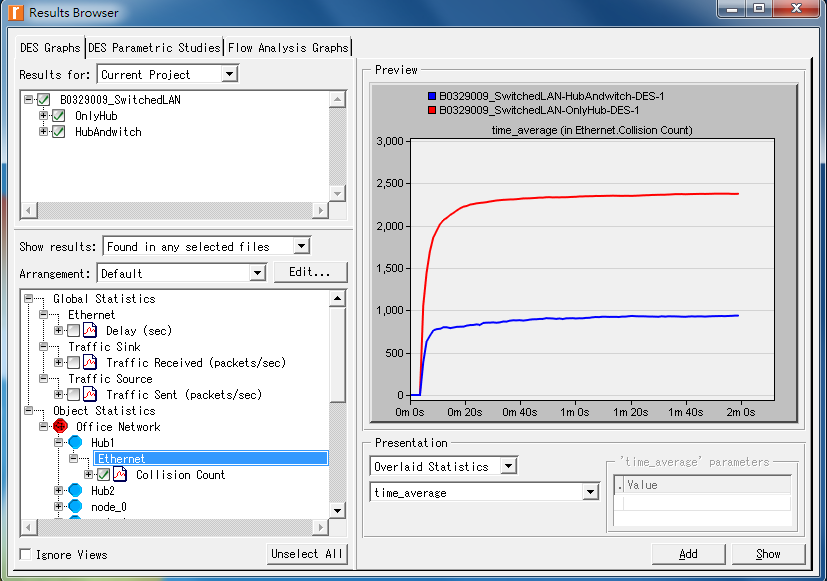 Results Browser
DES Graphs DES Parametric Studies Flow Analysis Graphs
Results for: Current Project
B0329009_SwitchedLAN
OnlyHub
HubAndwitch
Show results: Found in any selected files
Arrangement: Default Edit...
Global Statistics
Ethernet
Delay (sec)
Traffic Sink
Traffic Received (packets/sec)
Traffic Source
Traffic Sent (packets/sec)
Object Statistics
Office Network
Hub1
Ethernet
Collision Count
Hub2
node_0
Ignore Views Unselect All
Preview
B0329009_SwitchedLAN-HubAndwitch-DES-1
B0329009_SwitchedLAN-OnlyHub-DES-1
time_average (in Ethernet.Collision Count)
3,000
2,500
2,000
1,500
1,000
500
0
0m 0s 0m 20s 0m 40s 1m 0s 1m 20s 1m 40s 2m 0s
Presentation
Overlaid Statistics
time_average
'time_average' parameters
. Value
Add Show